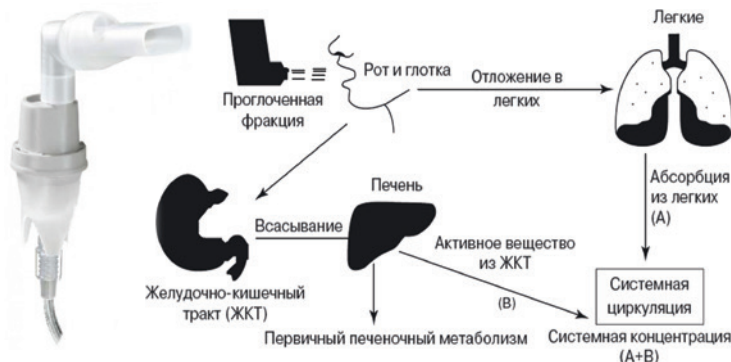 Легкие
Рот и глотка
Отложение в
легких
Проглоченная
фракция
Абсорбция
из легких
(А)
Печень
Всасывание
Активное вещество
из ЖКТ
(В)
Желудочно-кишечный
тракт (ЖКТ)
Первичный печеночный метаболизм
Системная
циркуляция
Системная концентрация
(А+В)